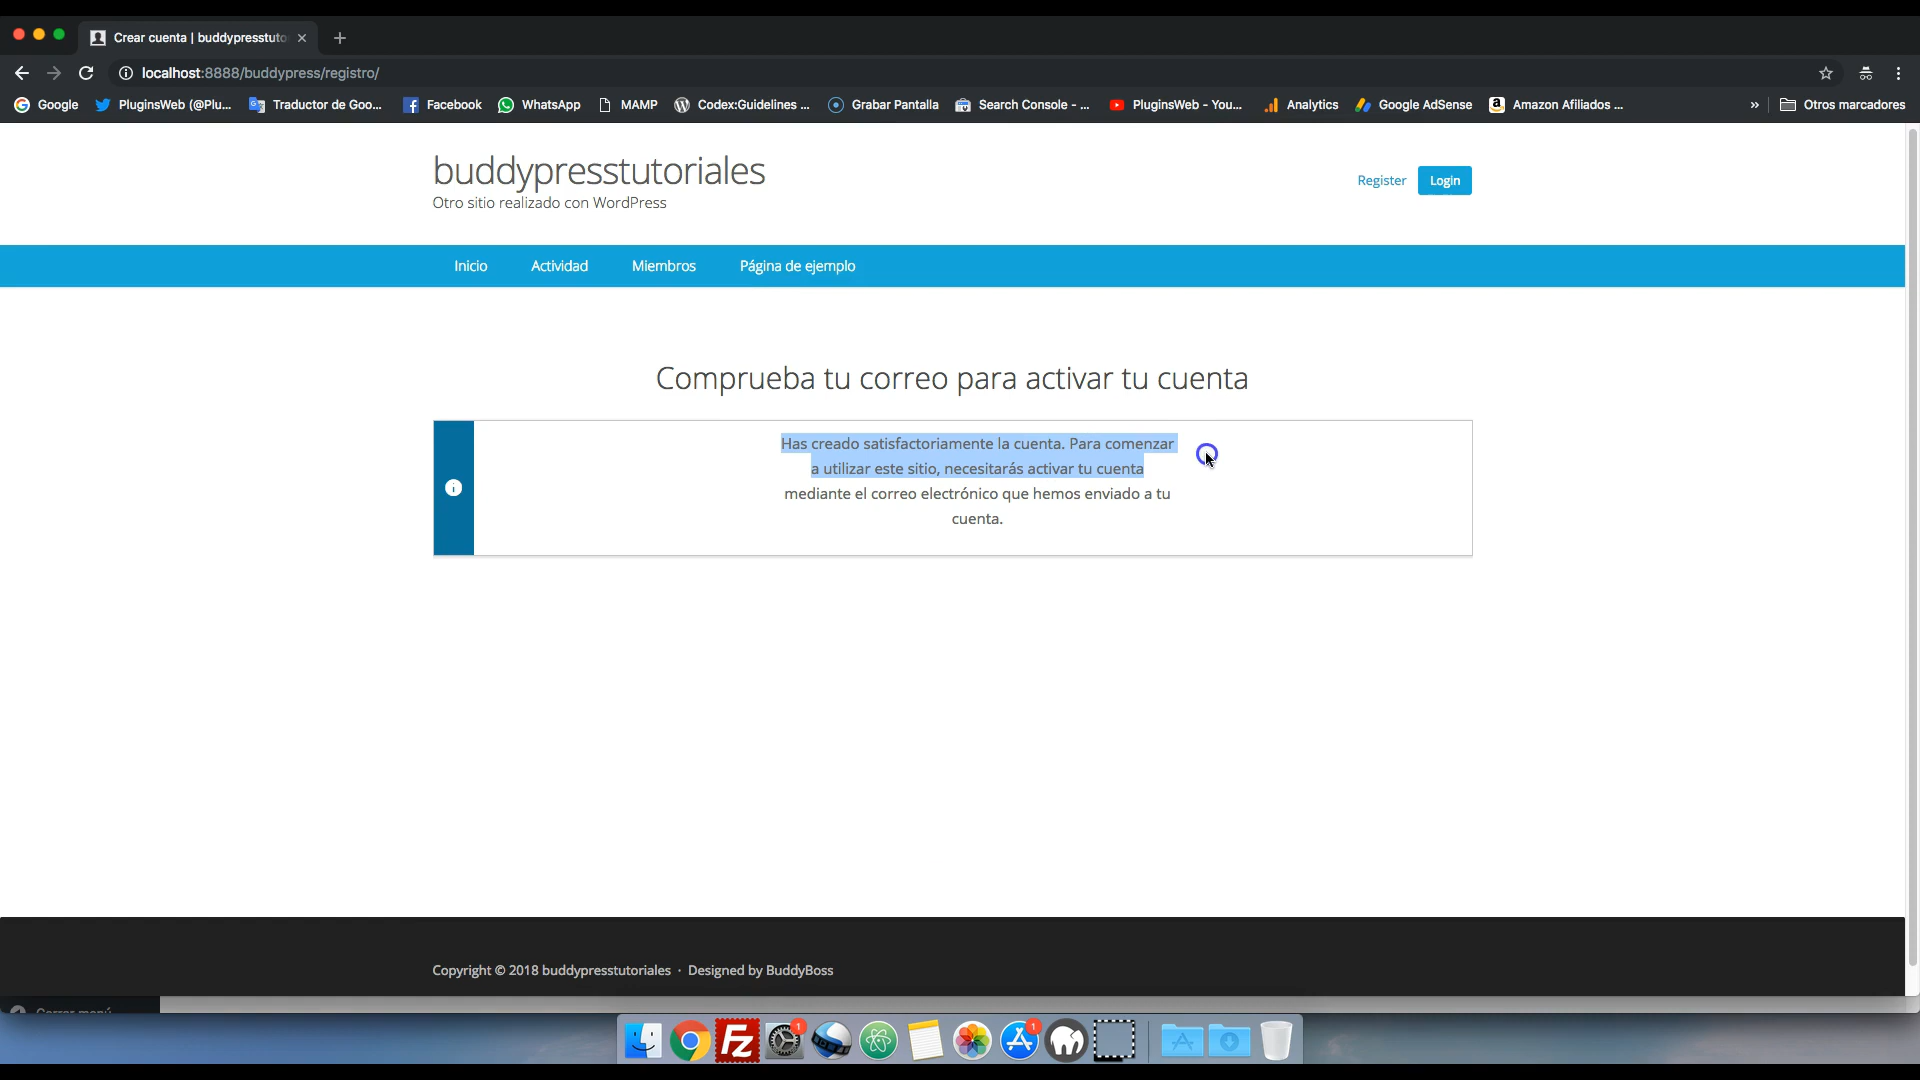 Crear cuenta | buddypresstuto
localhost:8888/buddypress/registro/
Google
PluginsWeb (@Plu...
Traductor de Goo...
Facebook
WhatsApp
MAMP
Codex:Guidelines ...
Grabar Pantalla
Search Console - ...
PluginsWeb - You...
Analytics
Google AdSense
Amazon Afiliados ...
»
Otros marcadores
buddypresstutoriales
Otro sitio realizado con WordPress
Register
Login
Inicio
Actividad
Miembros
Página de ejemplo
Comprueba tu correo para activar tu cuenta
Has creado satisfactoriamente la cuenta. Para comenzar
a utilizar este sitio, necesitarás activar tu cuenta
mediante el correo electrónico que hemos enviado a tu
cuenta.
Copyright © 2018 buddypresstutoriales · Designed by BuddyBoss
1
1